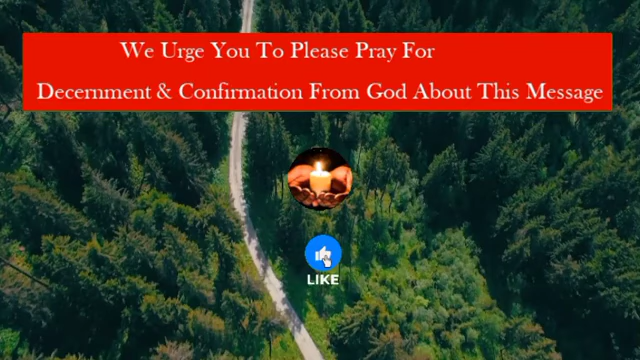 We Urge You To Please Pray For
Decernment & Confirmation From God About This Message
LIKE